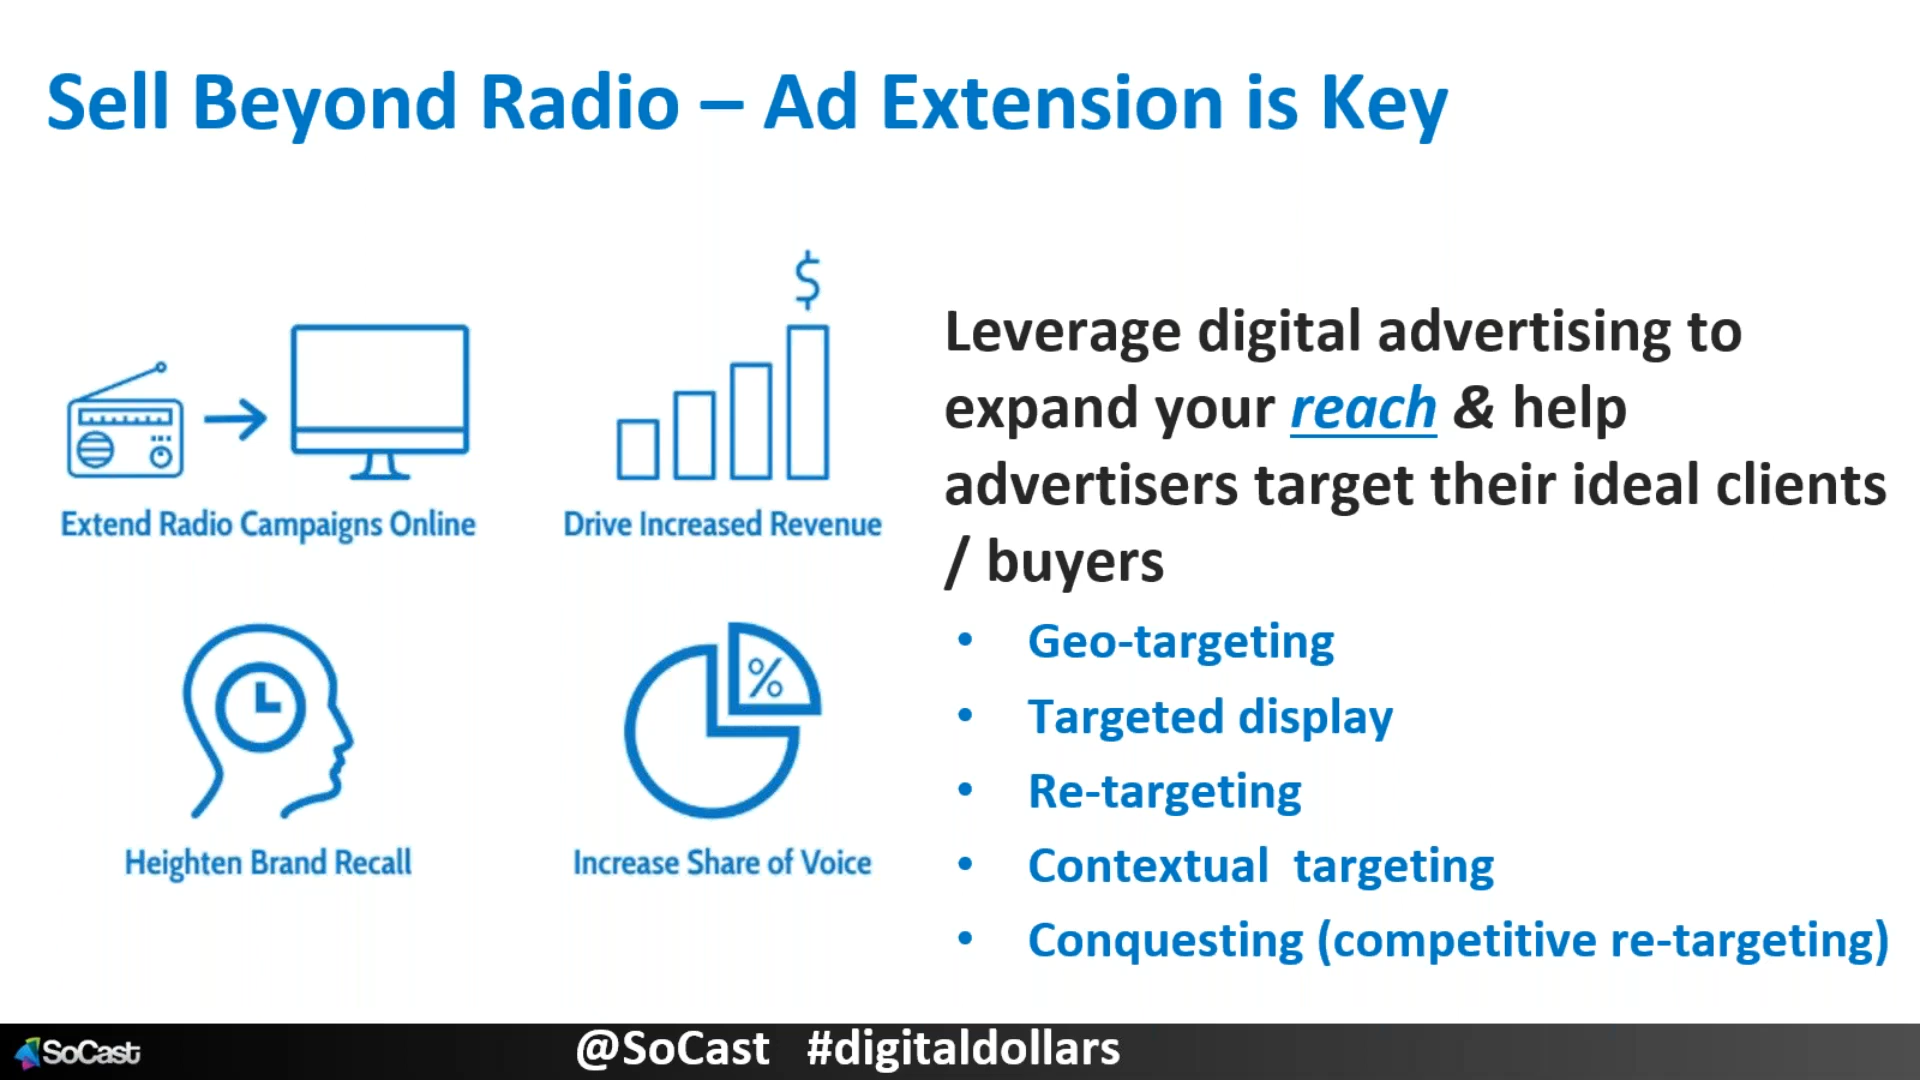 Sell Beyond Radio – Ad Extension is Key
$
Extend Radio Campaigns Online
Drive Increased Revenue
%
Heighten Brand Recall
Increase Share of Voice
Leverage digital advertising to
expand your reach & help
advertisers target their ideal clients
/ buyers
• Geo-targeting
• Targeted display
• Re-targeting
• Contextual  targeting
• Conquesting (competitive re-targeting)
SoCast
@SoCast   #digitaldollars